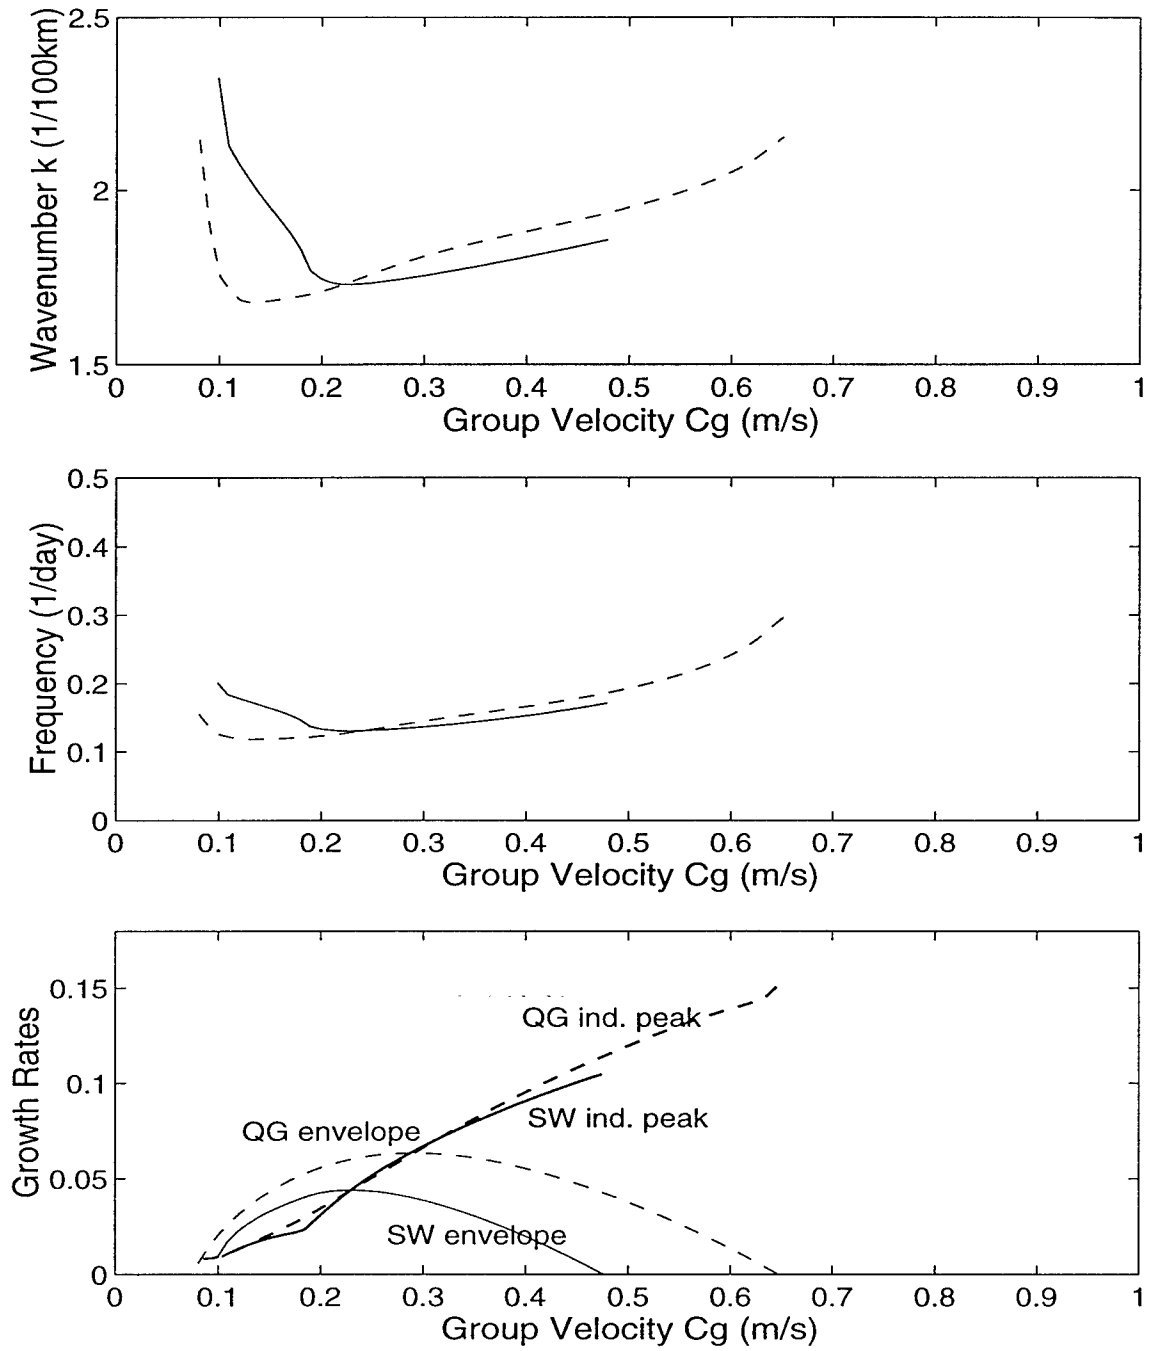 Wavenumber k (1/100km)
2.5
2
1.5
0 0.1 0.2 0.3 0.4 0.5 0.6 0.7 0.8 0.9 1
Group Velocity Cg (m/s)
Frequency (1/day)
0.5
0.4
0.3
0.2
0.1
0
0 0.1 0.2 0.3 0.4 0.5 0.6 0.7 0.8 0.9 1
Group Velocity Cg (m/s)
Growth Rates
0.15
0.1
0.05
0
QG ind. peak
SW ind. peak
QG envelope
SW envelope
0 0.1 0.2 0.3 0.4 0.5 0.6 0.7 0.8 0.9 1
Group Velocity Cg (m/s)